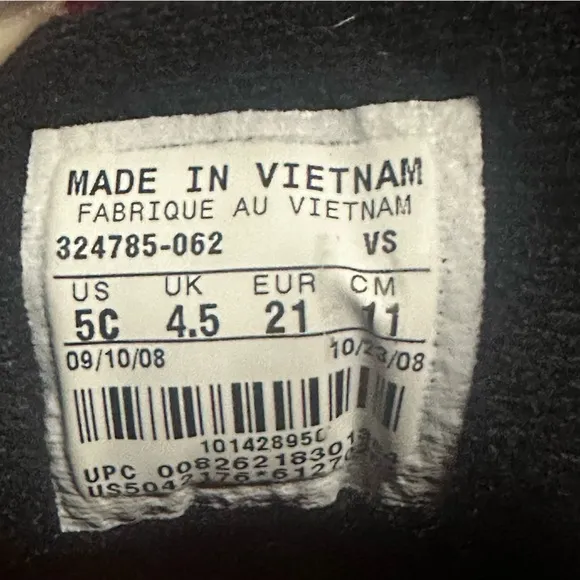 MADE IN VIETNAM
FABRIQUE AU VIETNAM
324785-062 VS
US UK EUR CM
5C 4.5 21 11
09/10/08 10/23/08
UPC